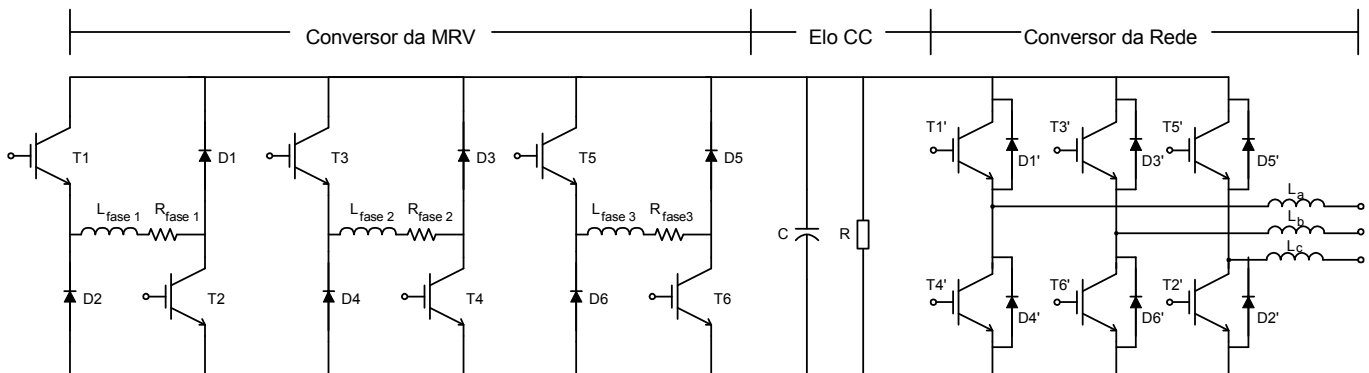 Conversor da MRV
Elo CC
Conversor da Rede
T1
D1
T3
D3
T5
D5
T1'
D1'
T3'
D3'
T5'
D5'
L fase 1
R fase 1
L fase 2
R fase 2
L fase 3
R fase3
La
Lb
Lc
C
R
D2
T2
D4
T4
D6
T6
T4'
D4'
T6'
D6'
T2'
D2'